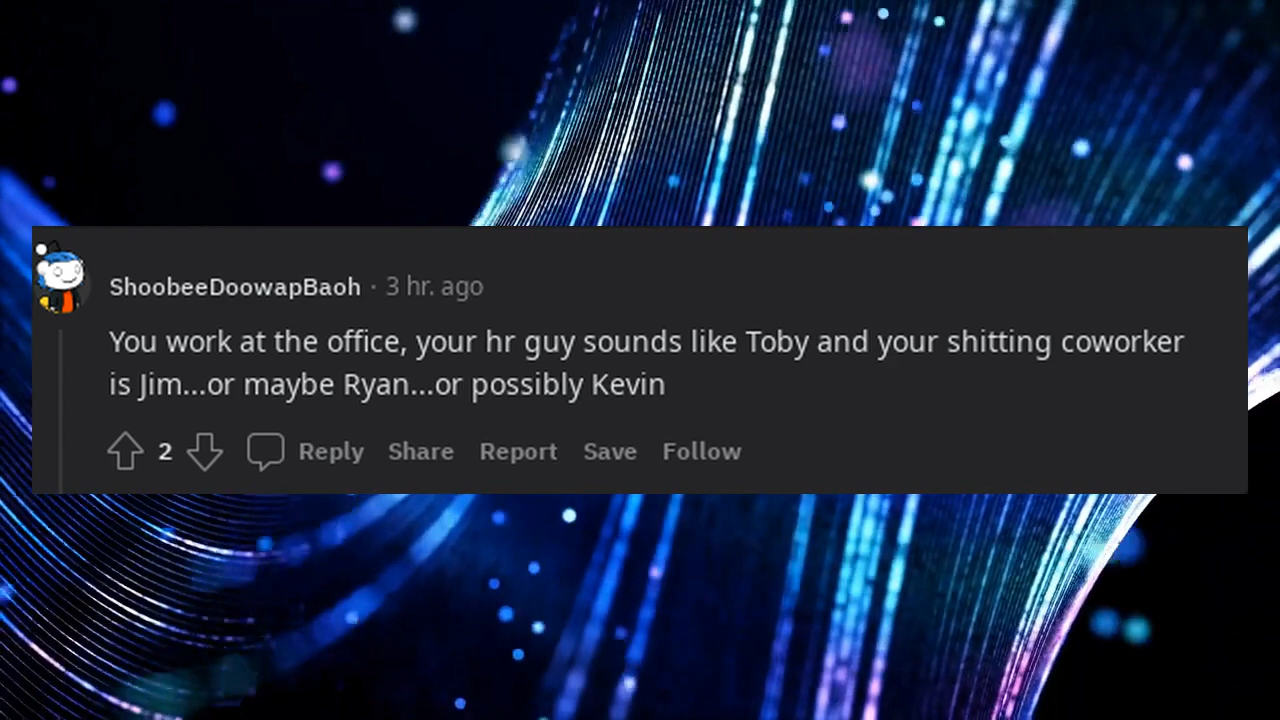 ShoobeeDoowapBaoh · 3 hr. ago
You work at the office, your hr guy sounds like Toby and your shitting coworker
is Jim...or maybe Ryan...or possibly Kevin
2 Reply Share Report Save Follow